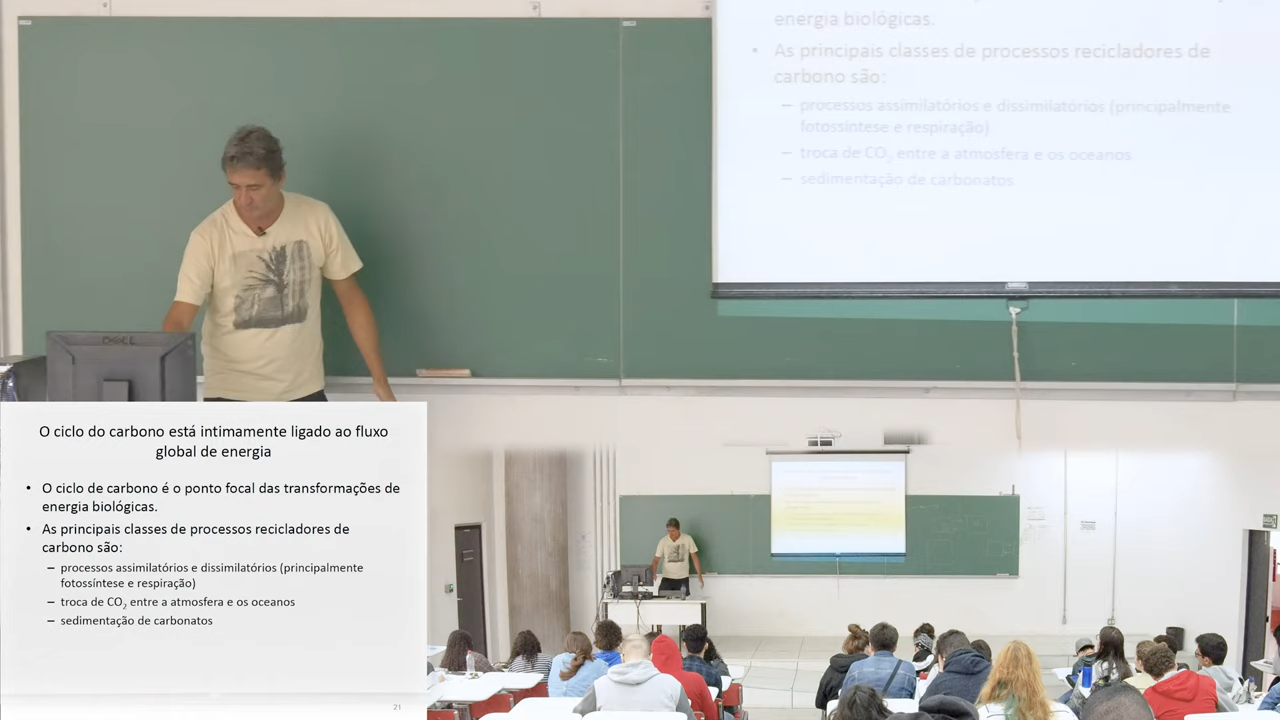 energia biológicas.
• As principais classes de processos recicladores de
carbono são:
– processos assimilatórios e dissimilatórios (principalmente
fotossíntese e respiração)
– troca de CO₂ entre a atmosfera e os oceanos
– sedimentação de carbonatos
DELL
O ciclo do carbono está intimamente ligado ao fluxo
global de energia
• O ciclo de carbono é o ponto focal das transformações de
energia biológicas.
• As principais classes de processos recicladores de
carbono são:
– processos assimilatórios e dissimilatórios (principalmente
fotossíntese e respiração)
– troca de CO₂ entre a atmosfera e os oceanos
– sedimentação de carbonatos
21